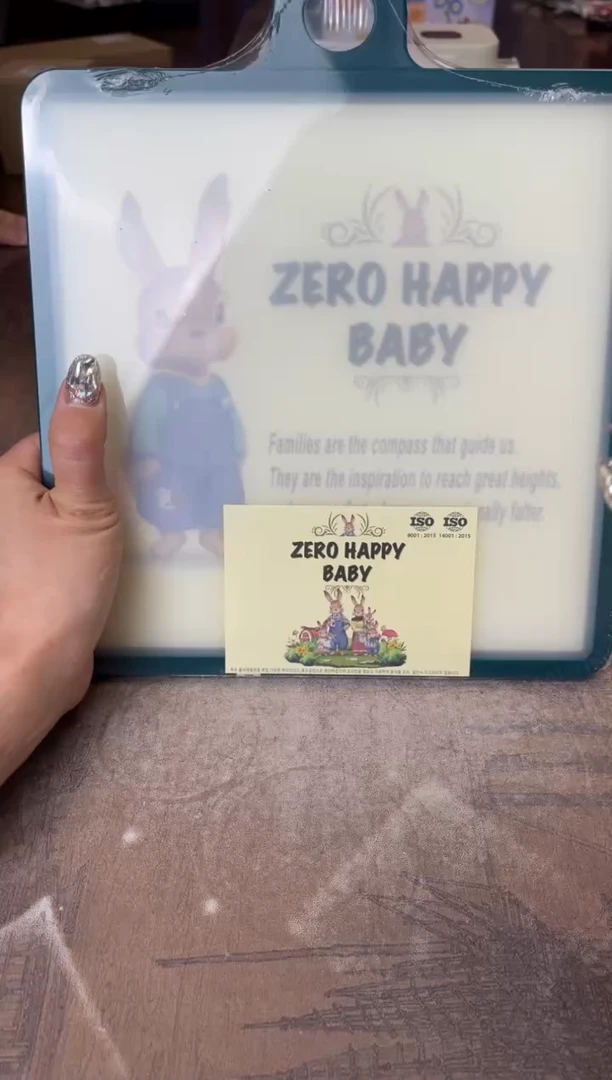 ZERO HAPPY
BABY
Families are the compass that guide us.
They are the inspiration to reach great heights,
ZERO HAPPY
BABY
ISO ISO
9001 : 2015 14001 : 2015